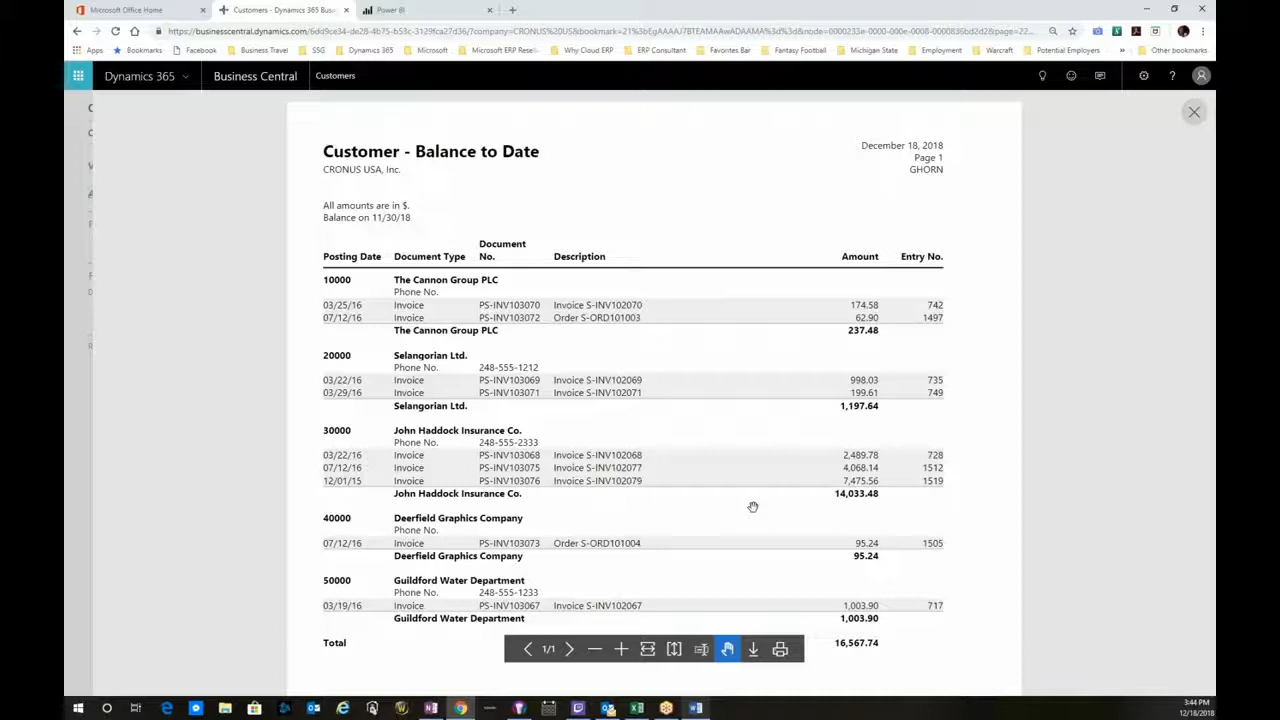 Microsoft Office Home
Customers - Dynamics 365 Busi
Power BI
Apps Bookmarks Facebook Business Travel SSG Dynamics 365 Microsoft Microsoft ERP Resell Why Cloud ERP ERP Consultant Favorites Bar Fantasy Football Michigan State Employment Warcraft Potential Employers » Other bookmarks
Dynamics 365 Business Central Customers
Customer - Balance to Date
CRONUS USA, Inc.
December 18, 2018
Page 1
GHORN
All amounts are in $.
Balance on 11/30/18
Posting Date Document Type Document No. Description Amount Entry No.
10000 The Cannon Group PLC
Phone No.
03/25/16 Invoice PS-INV103070 Invoice S-INV102070 174.58 742
07/12/16 Invoice PS-INV103072 Order S-ORD101003 62.90 1497
The Cannon Group PLC 237.48
20000 Selangorian Ltd.
Phone No. 248-555-1212
03/22/16 Invoice PS-INV103069 Invoice S-INV102069 998.03 735
03/29/16 Invoice PS-INV103071 Invoice S-INV102071 199.61 749
Selangorian Ltd. 1,197.64
30000 John Haddock Insurance Co.
Phone No. 248-555-2333
03/22/16 Invoice PS-INV103068 Invoice S-INV102068 2,489.78 728
07/12/16 Invoice PS-INV103075 Invoice S-INV102077 4,068.14 1512
12/01/15 Invoice PS-INV103076 Invoice S-INV102079 7,475.56 1519
John Haddock Insurance Co. 14,033.48
40000 Deerfield Graphics Company
Phone No.
07/12/16 Invoice PS-INV103073 Order S-ORD101004 95.24 1505
Deerfield Graphics Company 95.24
50000 Guildford Water Department
Phone No. 248-555-1233
03/19/16 Invoice PS-INV103067 Invoice S-INV102067 1,003.90 717
Guildford Water Department 1,003.90
Total 16,567.74
1/1
3:44 PM
12/18/2018